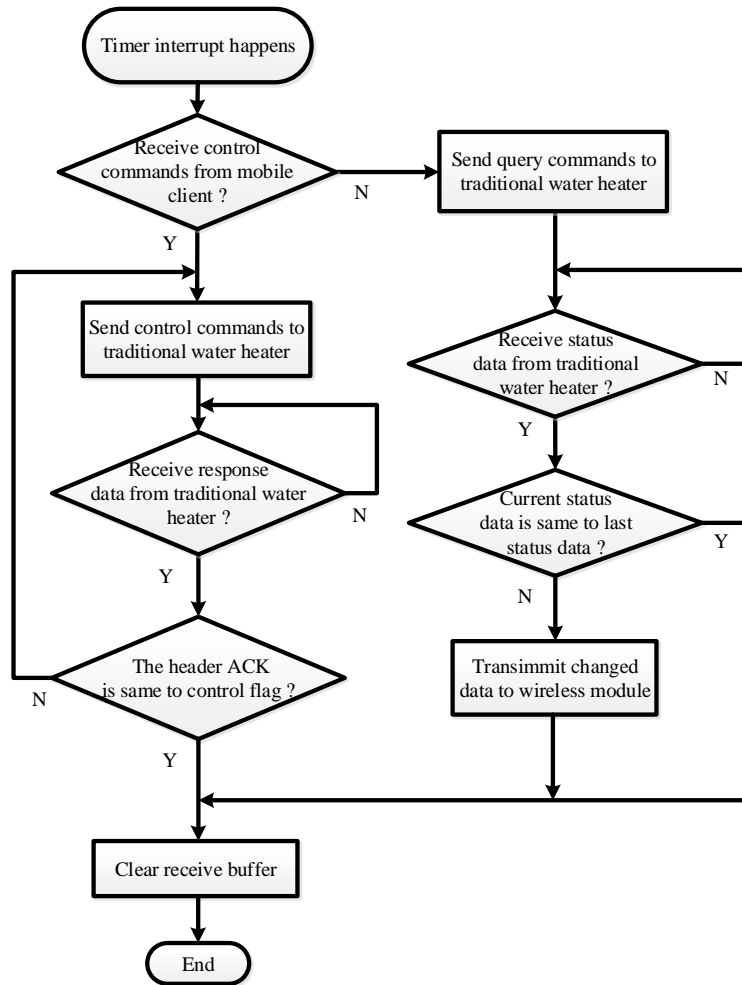 Timer interrupt happens
Receive control
commands from mobile
client ?
N
Y
Send query commands to
traditional water heater
Send control commands to
traditional water heater
Receive status
data from traditional
water heater ?
N
Y
Receive response
data from traditional water
heater ?
N
Y
Current status
data is same to last
status data ?
Y
N
The header ACK
is same to control flag ?
N
Y
Transimmit changed
data to wireless module
Clear receive buffer
End